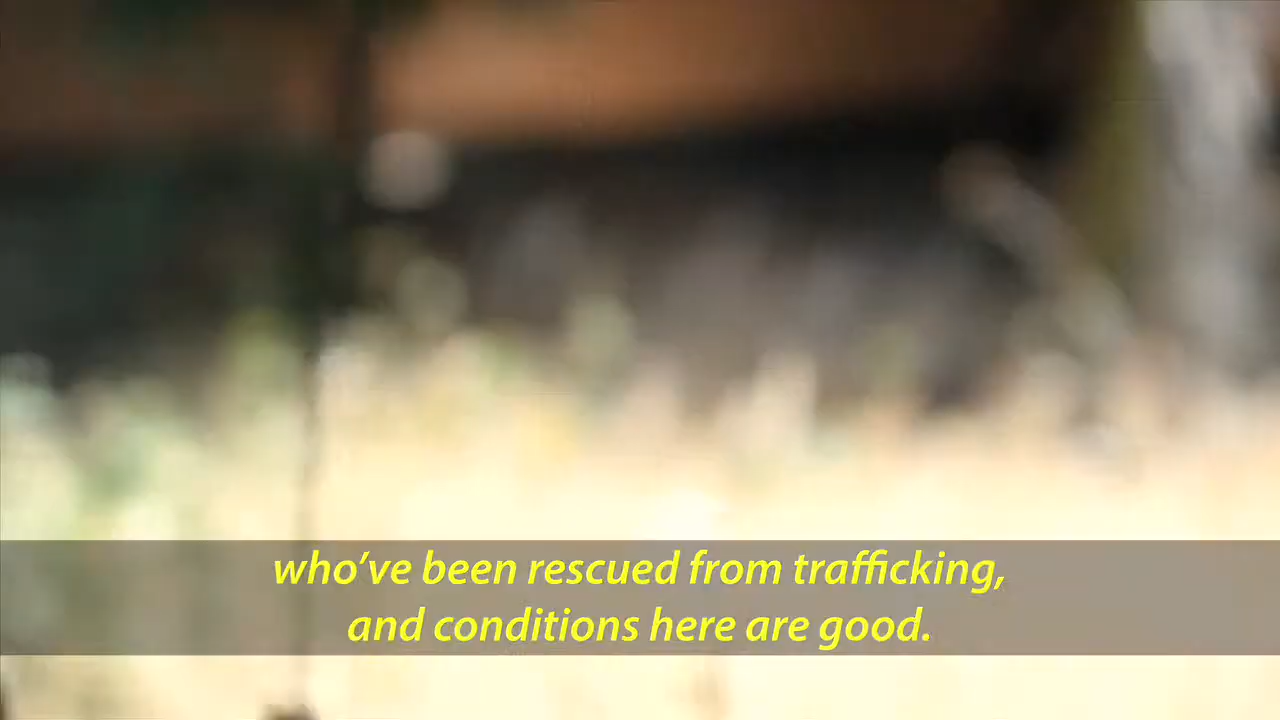 who’ve been rescued from trafficking,
and conditions here are good.